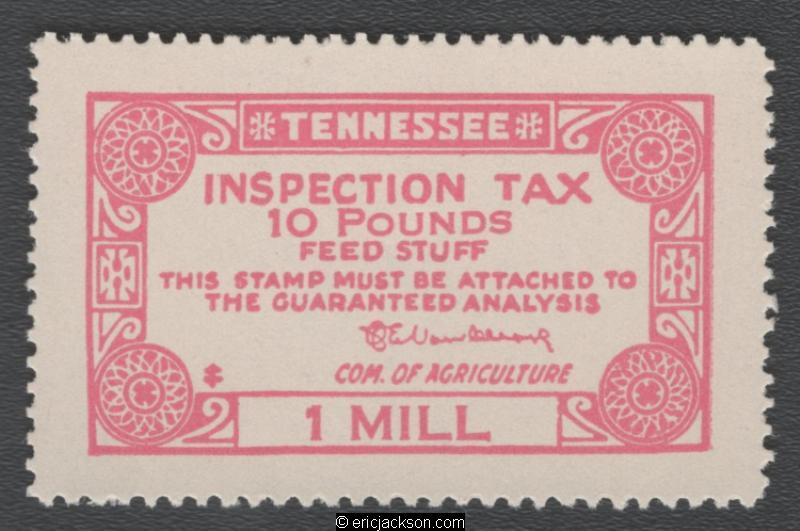 TENNESSEE
INSPECTION TAX
10 POUNDS
FEED STUFF
THIS STAMP MUST BE ATTACHED TO
THE GUARANTEED ANALYSIS
COM. OF AGRICULTURE
1 MILL
© ericjackson.com